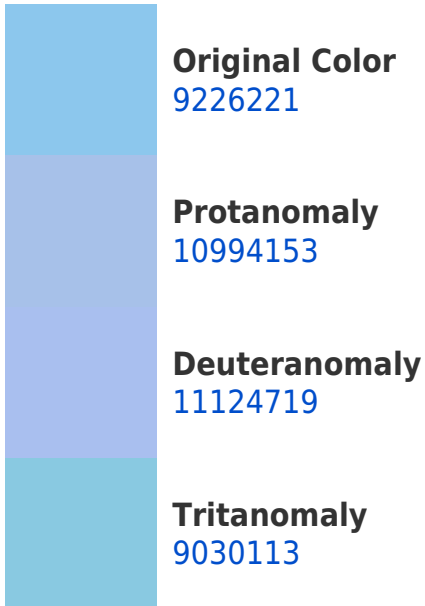 Original Color
9226221
Protanomaly
10994153
Deuteranomaly
11124719
Tritanomaly
9030113